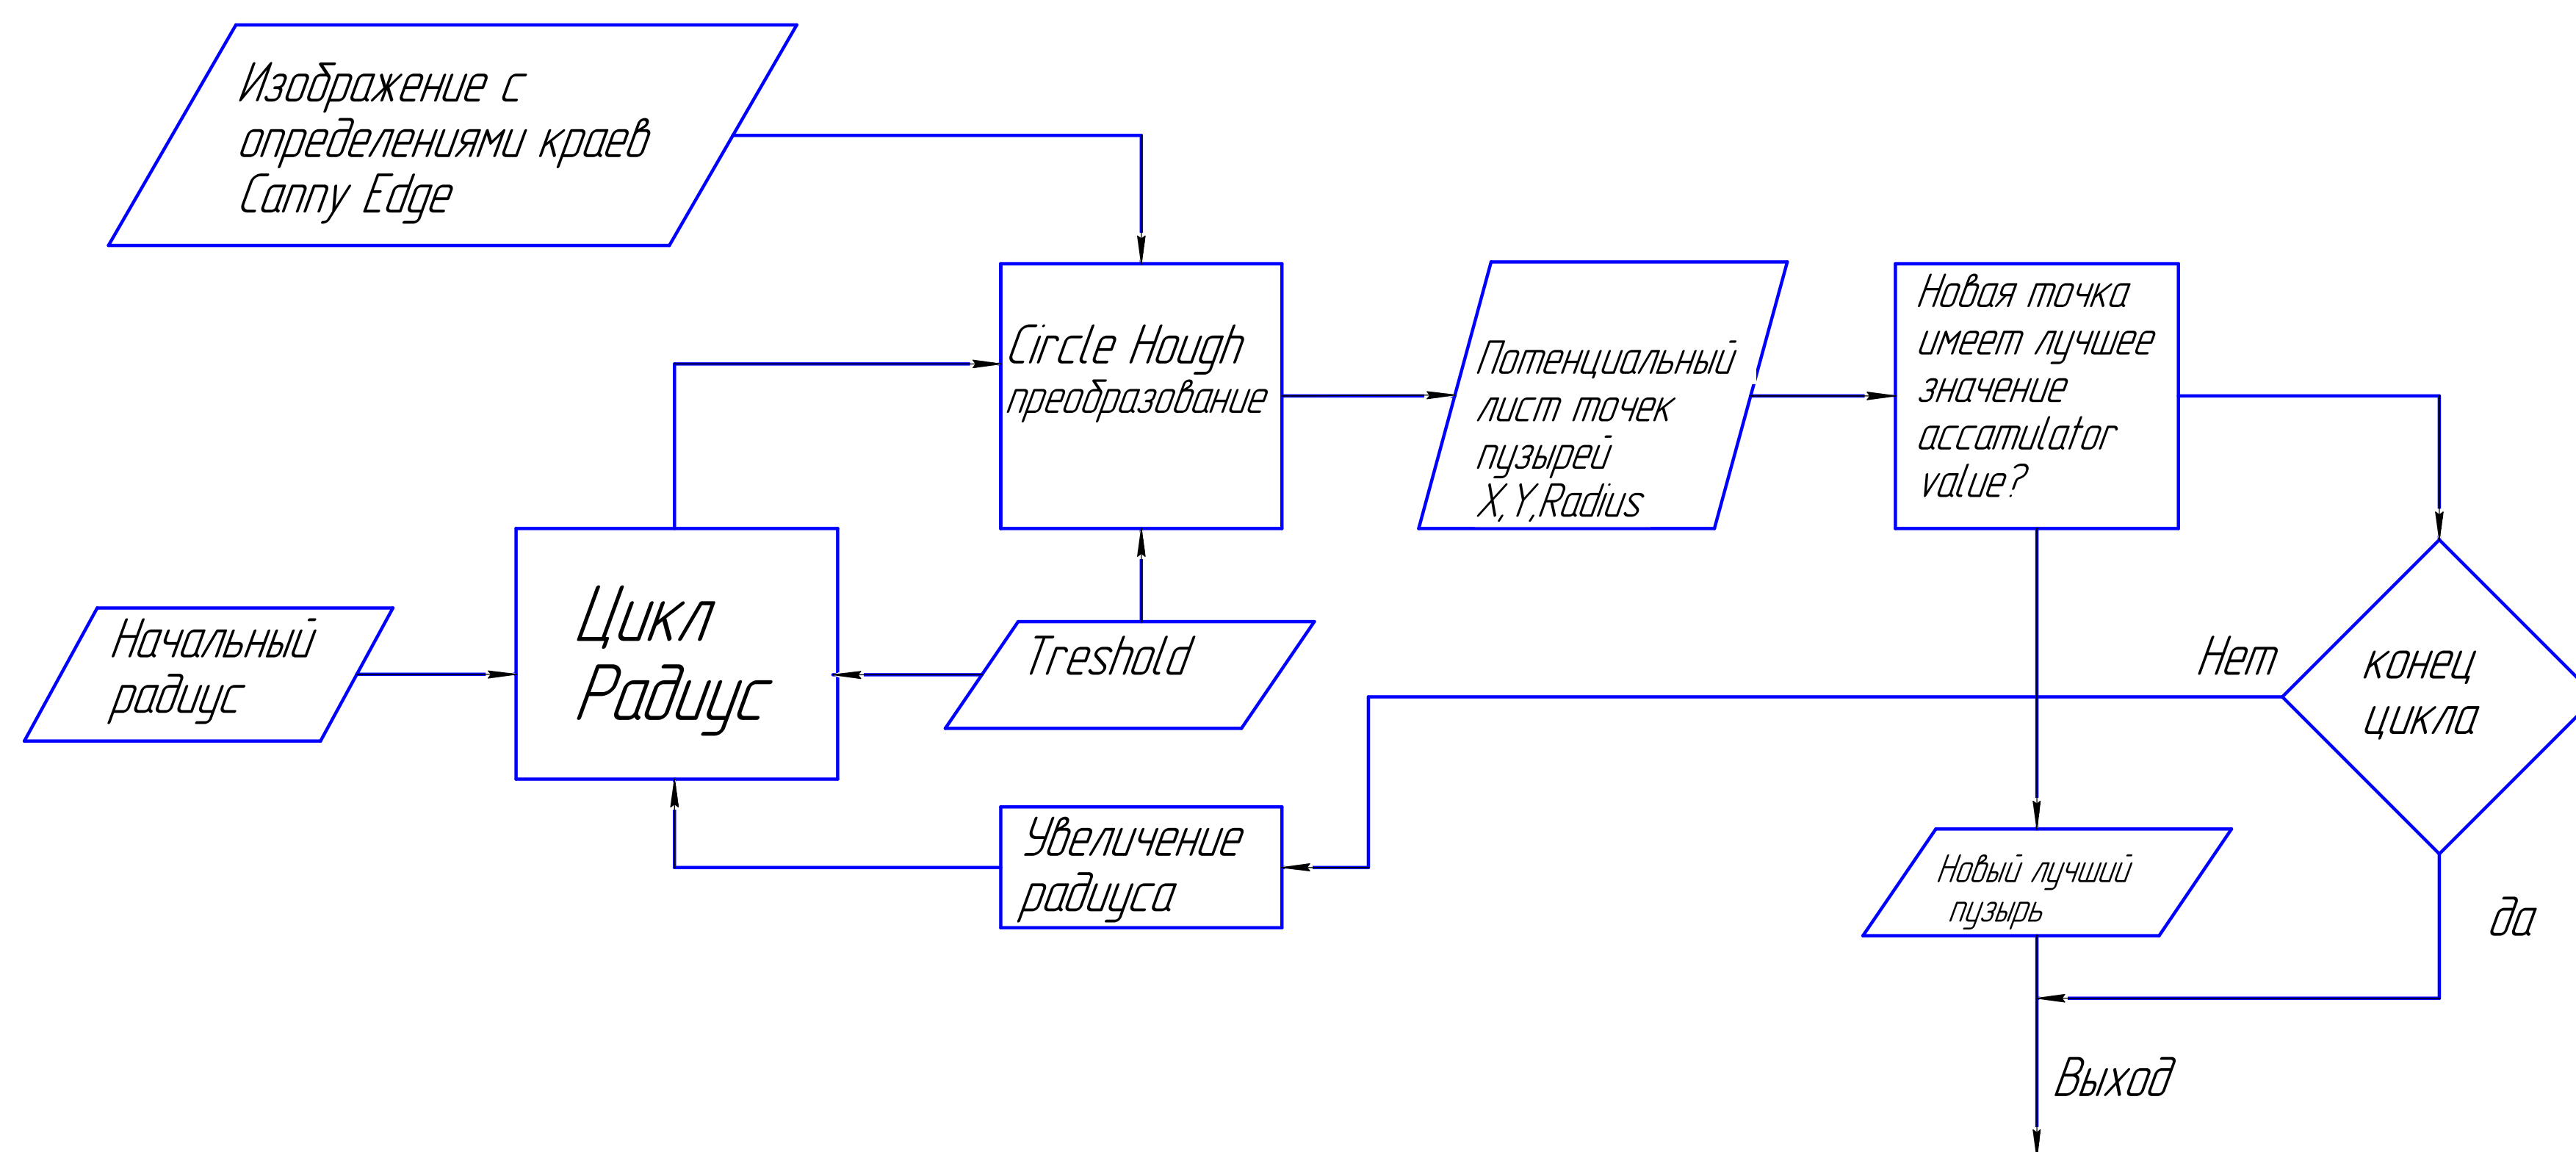 Изображение с
определениями краев
Canny Edge
Circle Hough
преобразование
Потенциальный
лист точек
пузырей
X,Y,Radius
Новая точка
имеет лучшее
значение
accamulator
value?
Начальный
радиус
Цикл
Радиус
Treshold
Нет
конец
цикла
Увеличение
радиуса
Новый лучший
пузырь
да
Выход